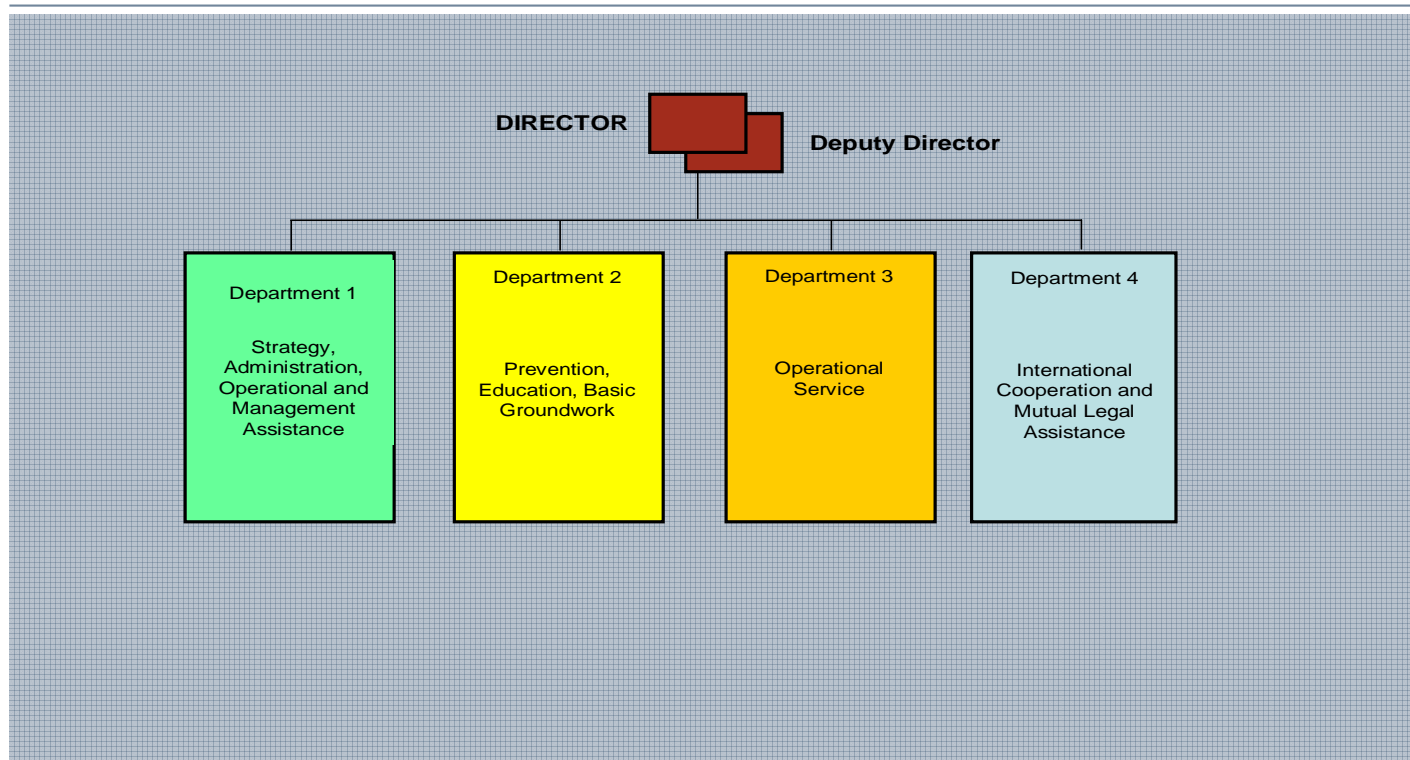 DIRECTOR
Deputy Director
Department 1
Strategy,
Administration,
Operational and
Management
Assistance
Department 2
Prevention,
Education, Basic
Groundwork
Department 3
Operational
Service
Department 4
International
Cooperation and
Mutual Legal
Assistance